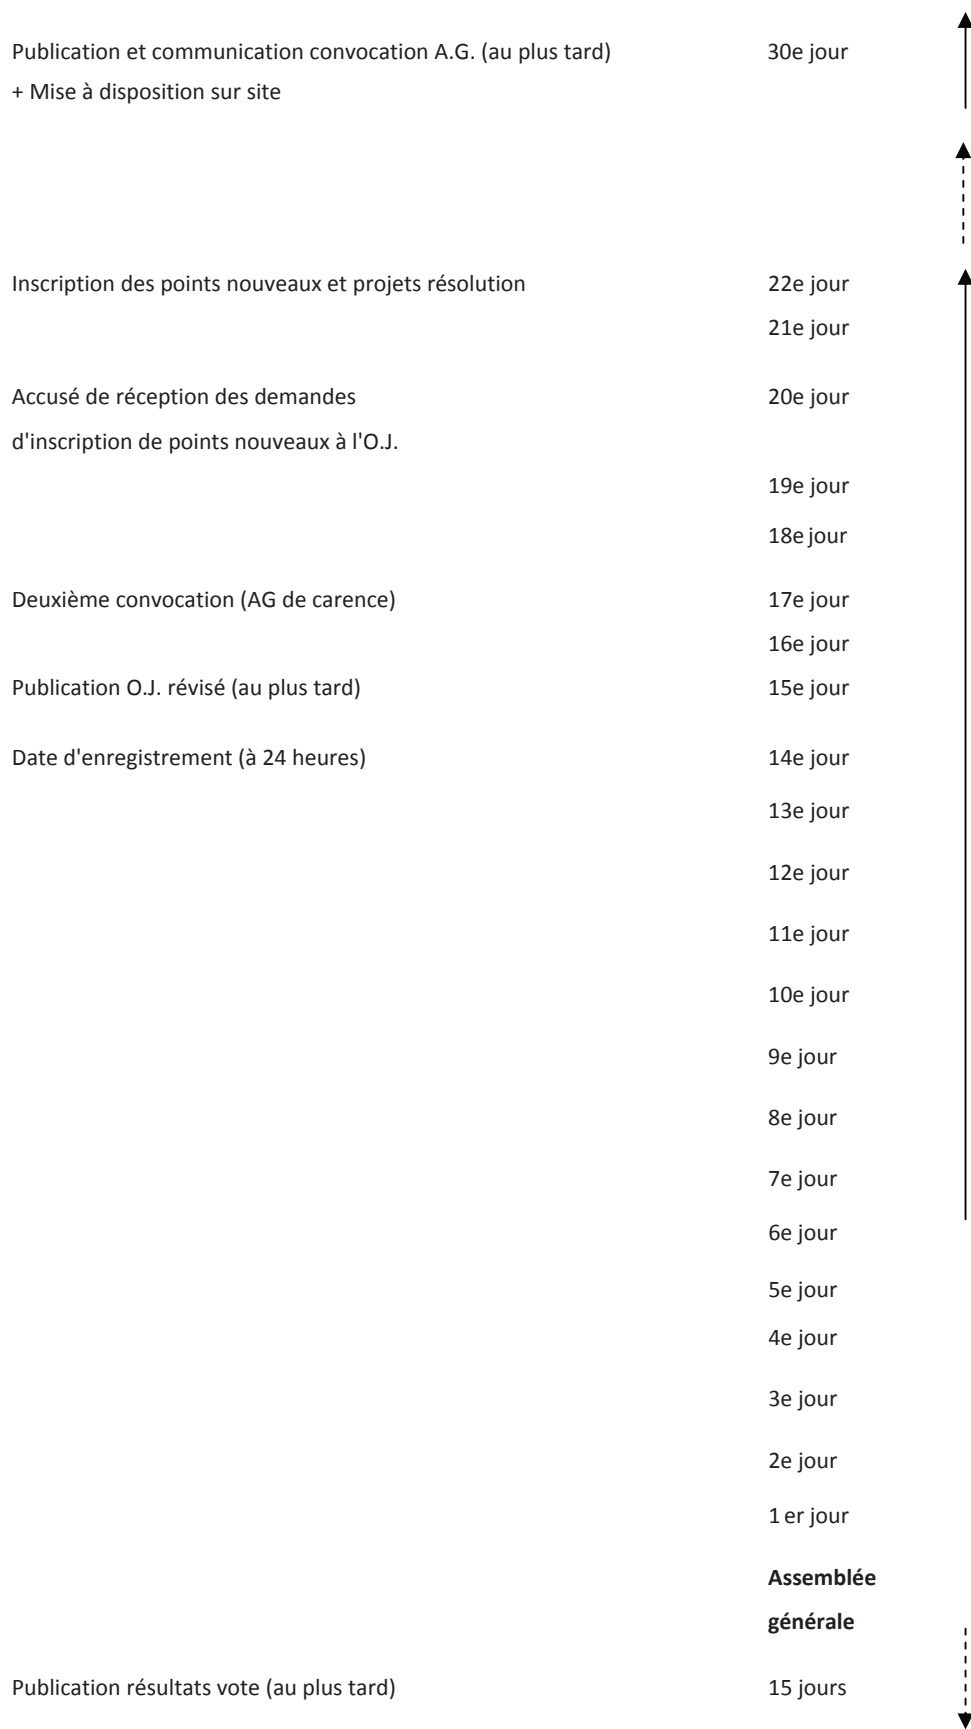 Publication et communication convocation A.G. (au plus tard) 30e jour
+ Mise à disposition sur site
Inscription des points nouveaux et projets résolution 22e jour
21e jour
Accusé de réception des demandes 20e jour
d'inscription de points nouveaux à l'O.J.
19e jour
18e jour
Deuxième convocation (AG de carence) 17e jour
16e jour
Publication O.J. révisé (au plus tard) 15e jour
Date d'enregistrement (à 24 heures) 14e jour
13e jour
12e jour
11e jour
10e jour
9e jour
8e jour
7e jour
6e jour
5e jour
4e jour
3e jour
2e jour
1 er jour
Assemblée
générale
Publication résultats vote (au plus tard) 15 jours